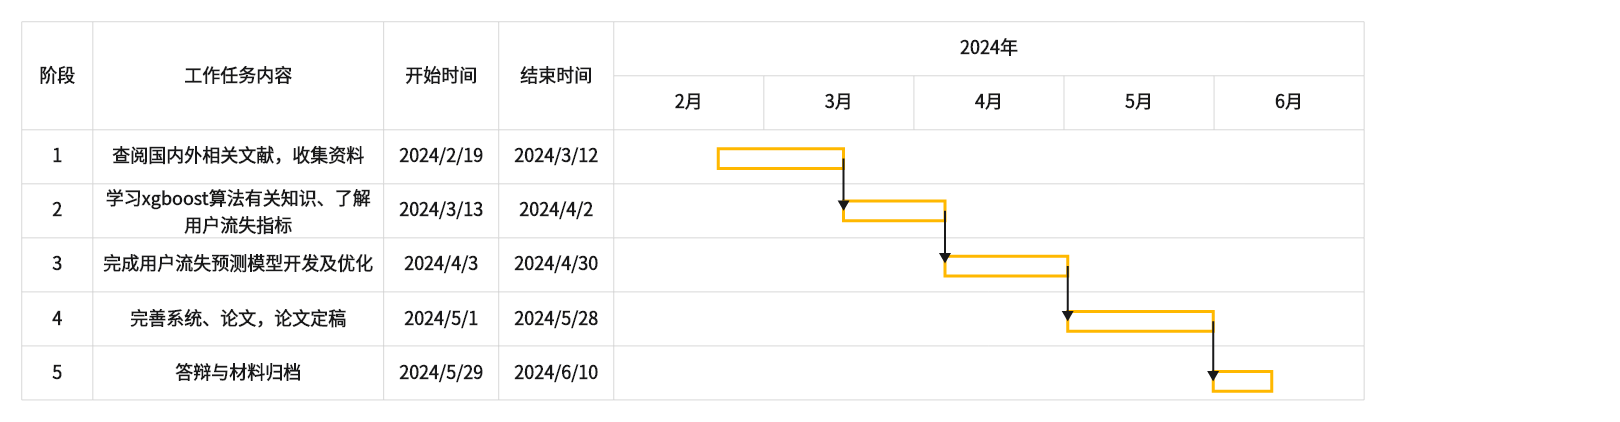 阶段 工作任务内容 开始时间 结束时间 2024年
2月 3月 4月 5月 6月
1 查阅国内外相关文献，收集资料 2024/2/19 2024/3/12
2 学习xgboost算法有关知识、了解 2024/3/13 2024/4/2
用户流失指标
3 完成用户流失预测模型开发及优化 2024/4/3 2024/4/30
4 完善系统、论文，论文定稿 2024/5/1 2024/5/28
5 答辩与材料归档 2024/5/29 2024/6/10